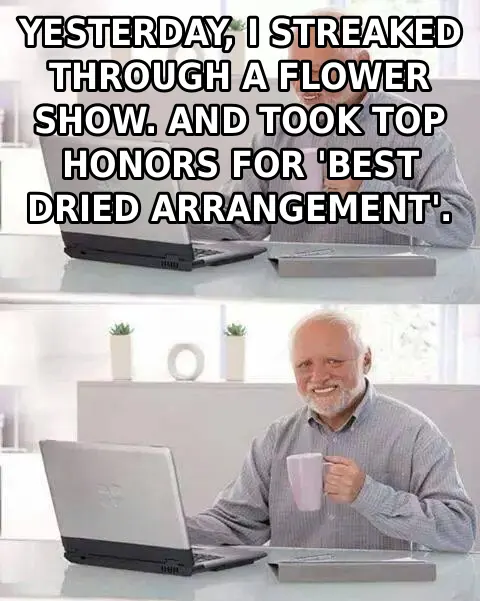 YESTERDAY, I STREAKED
THROUGH A FLOWER
SHOW. AND TOOK TOP
HONORS FOR 'BEST
DRIED ARRANGEMENT'.